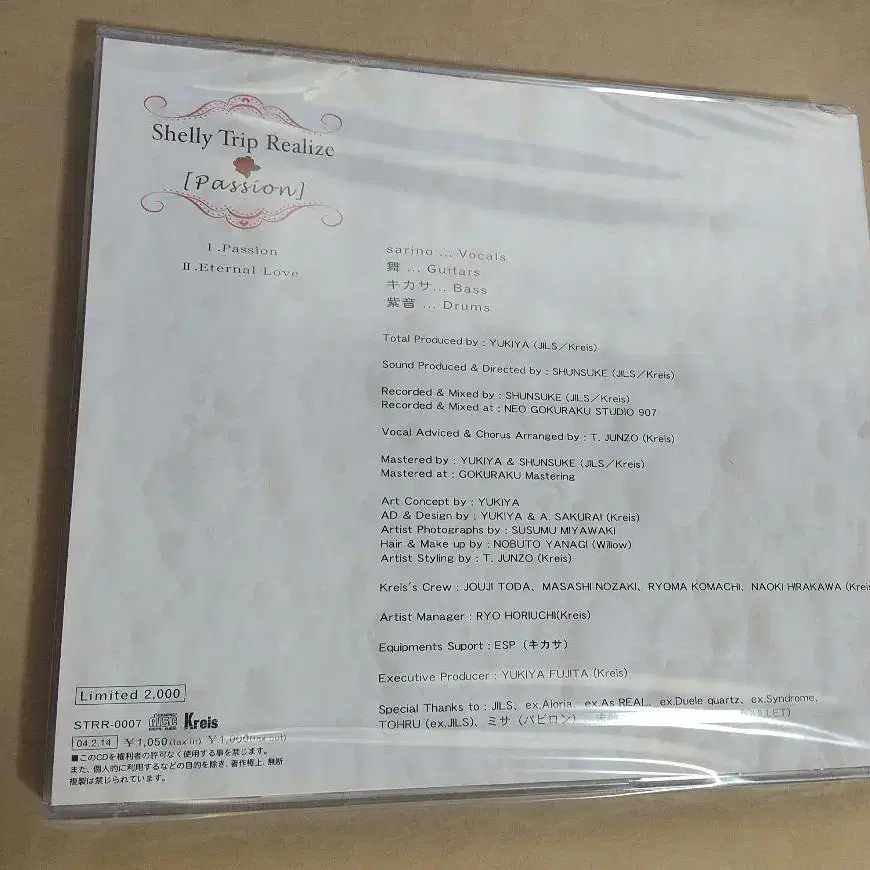 Shelly Trip Realize
[Passion]
I.Passion
II.Eternal Love
sarino ... Vocals
舞 ... Guitars
キカサ... Bass
紫音 ... Drums
Total Produced by : YUKIYA (JILS／Kreis)
Sound Produced & Directed by : SHUNSUKE (JILS／Kreis)
Recorded & Mixed by : SHUNSUKE (JILS／Kreis)
Recorded & Mixed at : NEO GOKURAKU STUDIO 907
Vocal Adviced & Chorus Arranged by : T. JUNZO (Kreis)
Mastered by : YUKIYA & SHUNSUKE (JILS／Kreis)
Mastered at : GOKURAKU Mastering
Art Concept by : YUKIYA
AD & Design by : YUKIYA & A. SAKURAI (Kreis)
Artist Photographs by : SUSUMU MIYAWAKI
Hair & Make up by : NOBUTO YANAGI (Willow)
Artist Styling by : T. JUNZO (Kreis)
Kreis's Crew : JOUJI TODA、MASASHI NOZAKI、RYOMA KOMACHI、NAOKI HIRAKAWA (Kreis
Artist Manager : RYO HORIUCHI(Kreis)
Equipments Suport : ESP（キカサ）
Executive Producer : YUKIYA FUJITA (Kreis)
Special Thanks to : JILS、ex.Aioria、ex.As REAL、ex.Duele quartz、ex.Syndrome、
TOHRU (ex.JILS)、ミサ（バビロン）、
Limited 2,000
STRR-0007 COMPACT disc DIGITAL AUDIO Kreis
04.2.14 ￥1,050(tax in) ￥1,000(tax out)
■このCDを権利者の許可なく使用する事を禁じます。
また、個人的に利用するなどの目的を除き、著作権上、無断
複製は禁じられています。